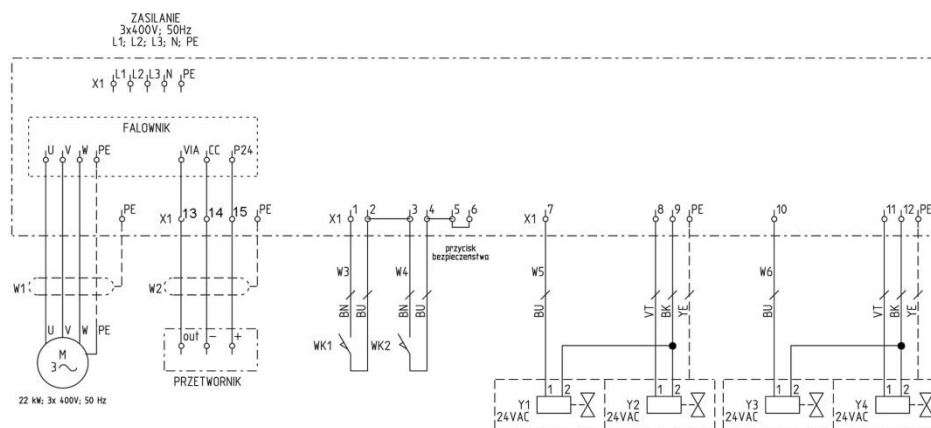 ZASILANIE
3x400V; 50Hz
L1; L2; L3; N; PE
X1 L1 L2 L3 N PE
FALOWNIK
U V W PE VIA CC P24
PE X1 13 14 15 PE X1 1 2 3 4 5 6 X1 7 8 9 PE 10 11 12 PE
przycisk
bezpieczeństwa
W1 W2 W3 W4 W5 W6
BN BU BN BU BU VT BK YE BU VT BK YE
U V W PE out - +
WK1 WK2
M
3
PRZETWORNIK
22 kW; 3x 400V; 50 Hz
1 2 1 2 1 2 1 2
Y1 Y2 Y3 Y4
24VAC 24VAC 24VAC 24VAC